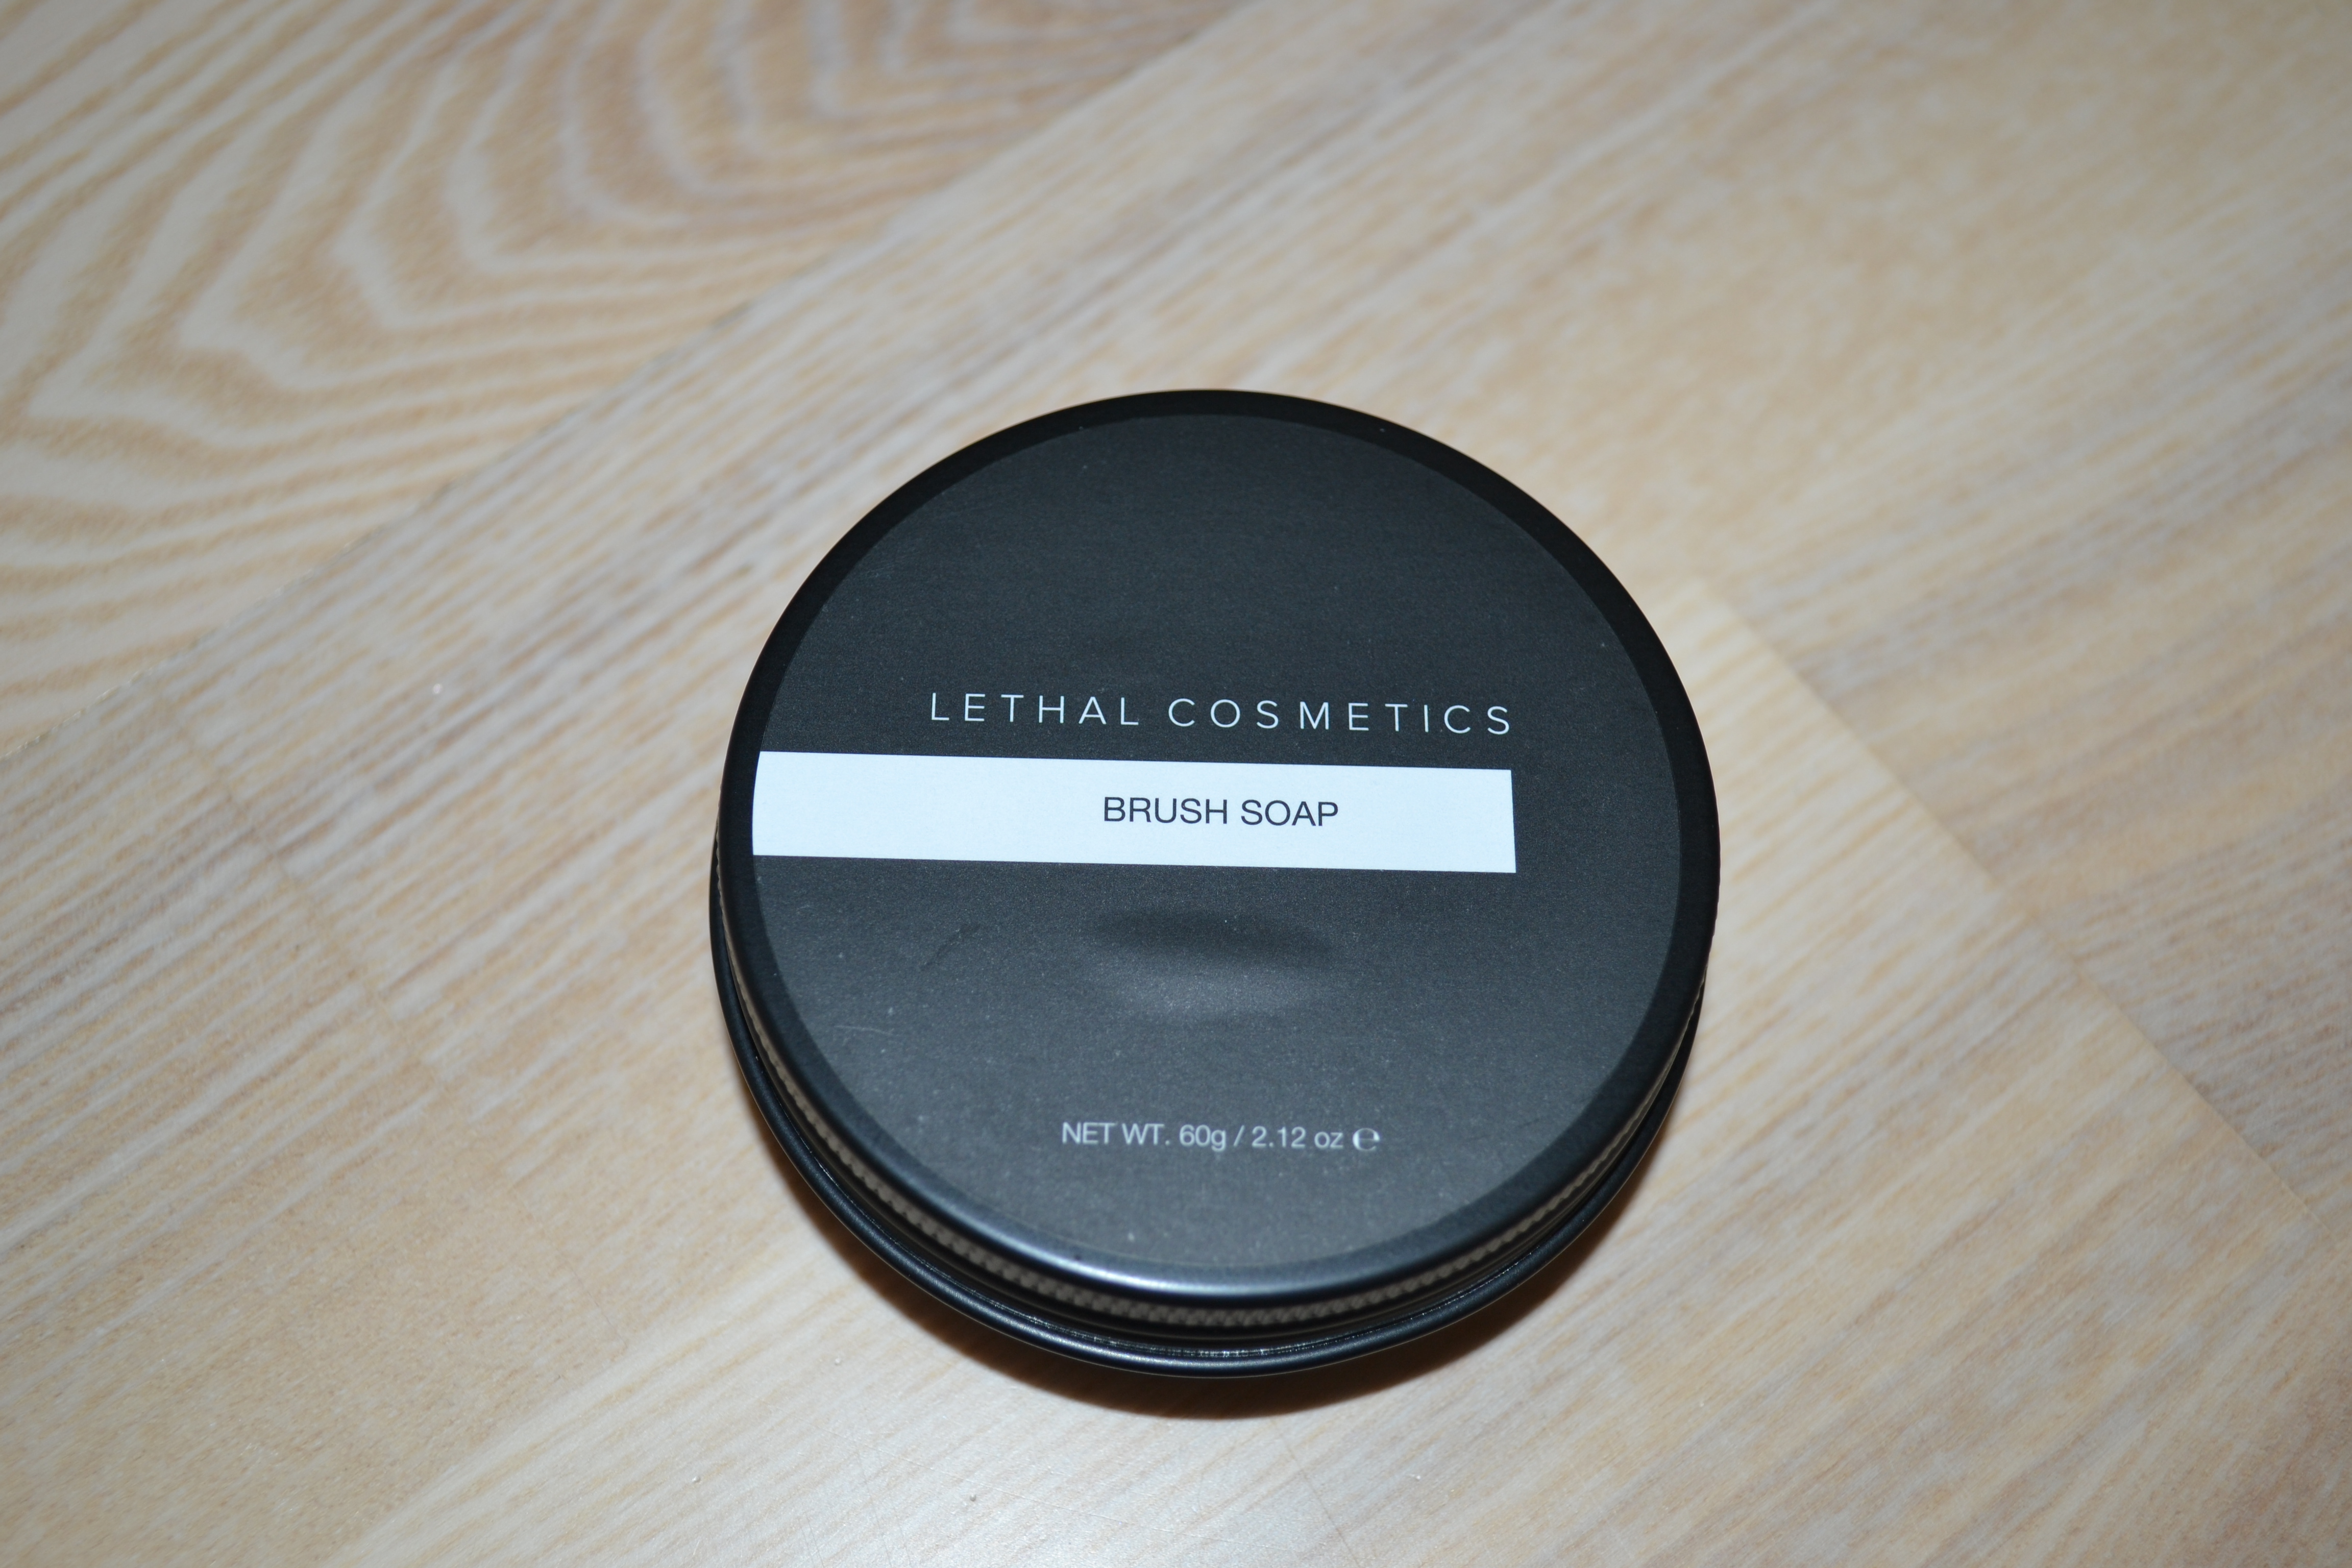 LETHAL COSMETICS
BRUSH SOAP
NET WT. 60g / 2.12 oz ℮